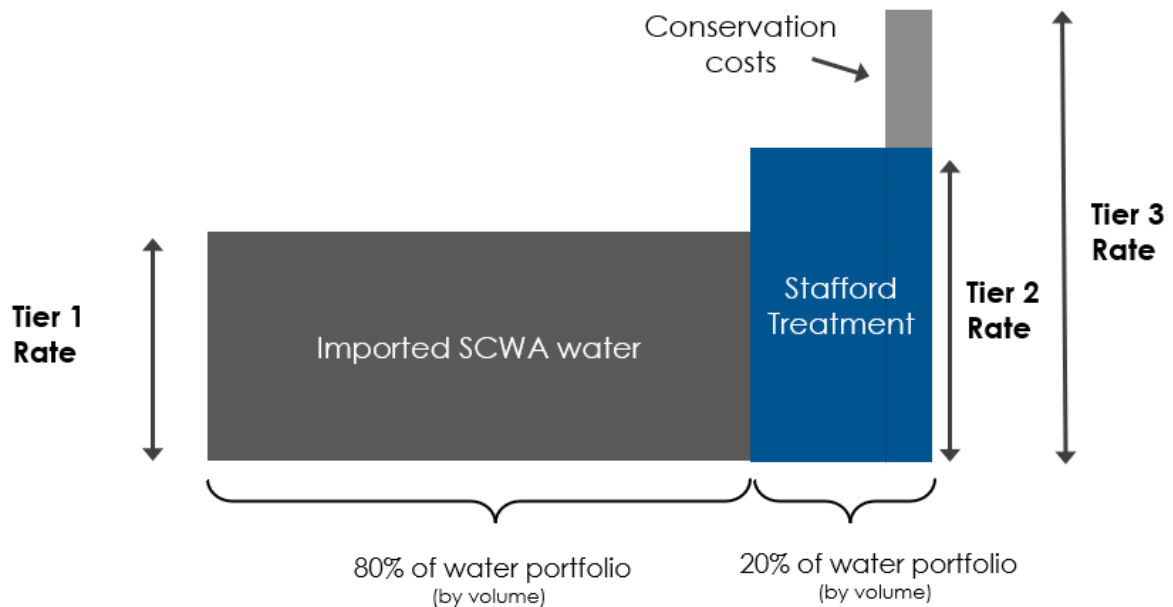 Conservation
costs
Tier 1
Rate
Imported SCWA water
Stafford
Treatment
Tier 2
Rate
Tier 3
Rate
80% of water portfolio
(by volume)
20% of water portfolio
(by volume)